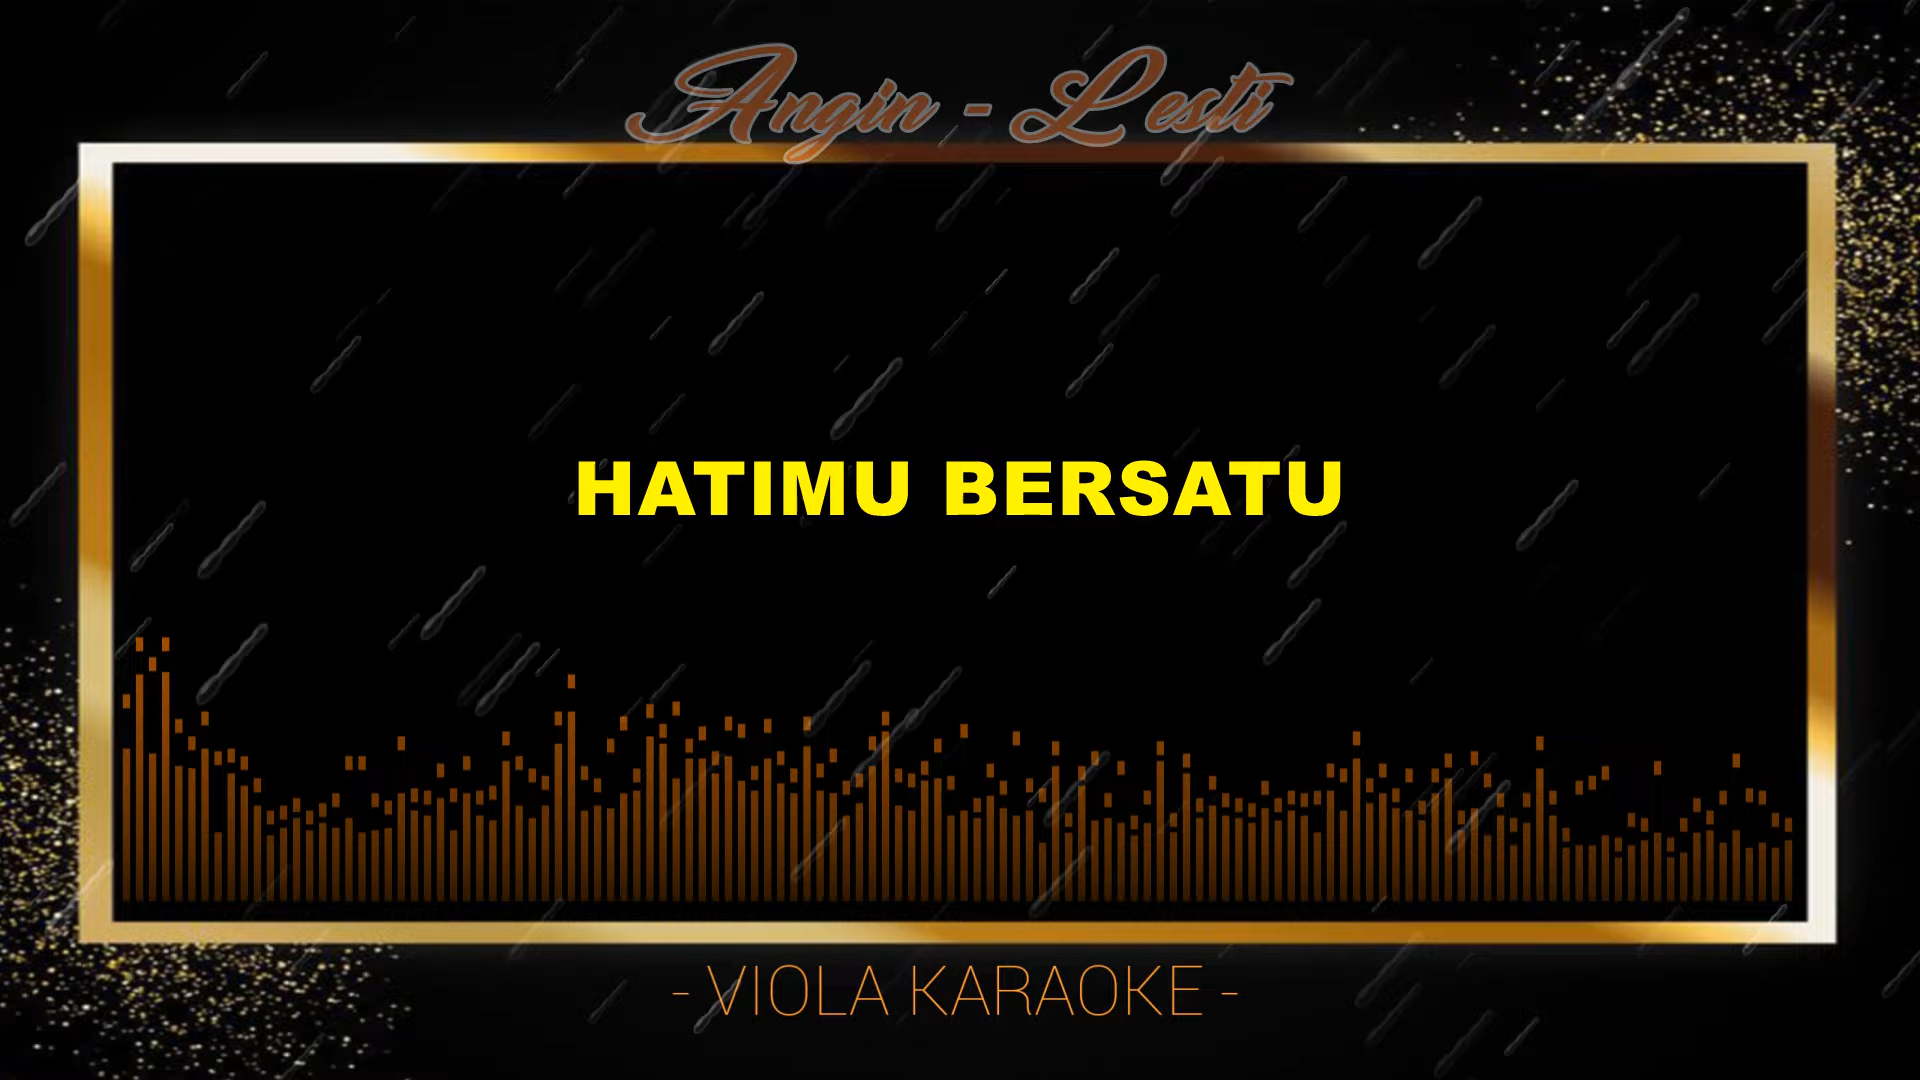 Angin - Lesti
HATIMU BERSATU
- VIOLA KARAOKE -